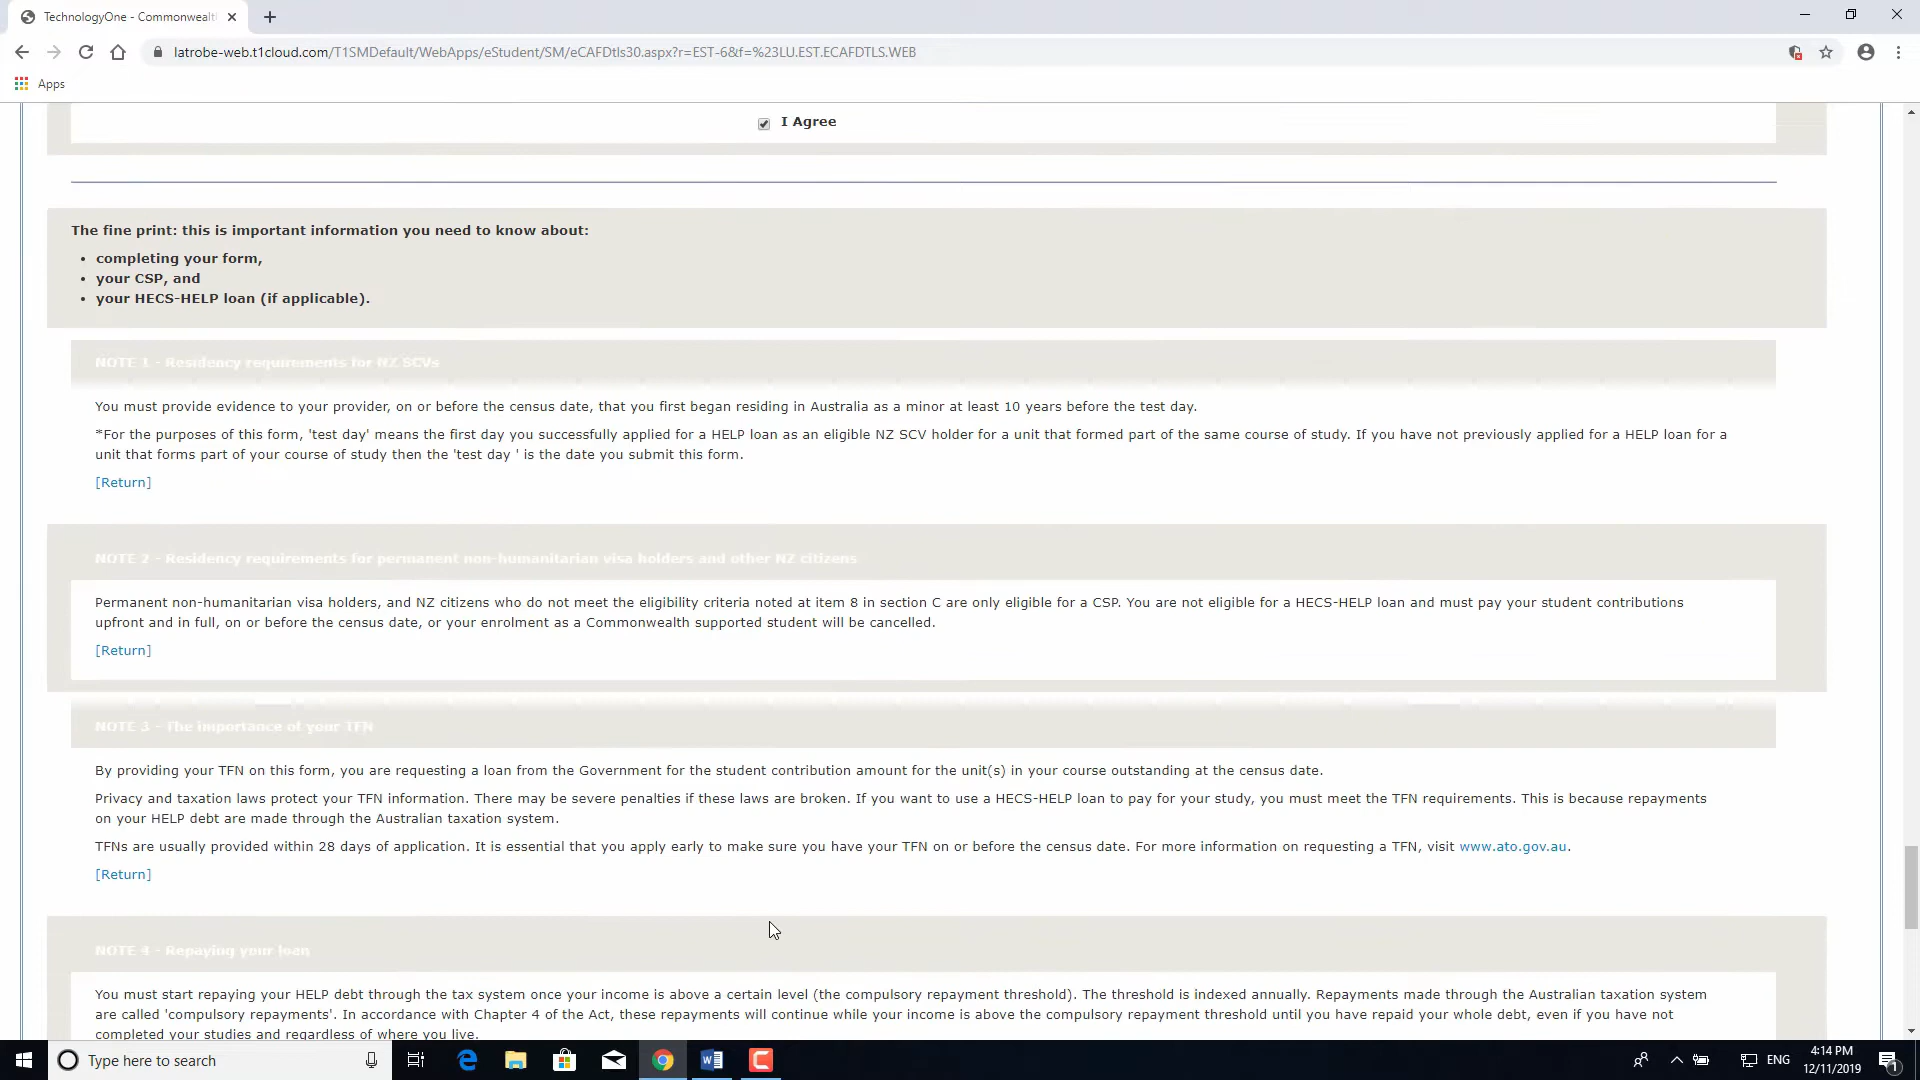 TechnologyOne - Commonwealt
latrobe-web.t1cloud.com/T1SMDefault/WebApps/eStudent/SM/eCAFDtls30.aspx?r=EST-6&f=%23LU.EST.ECAFDTLS.WEB
Apps
I Agree
The fine print: this is important information you need to know about:
• completing your form,
• your CSP, and
• your HECS-HELP loan (if applicable).
NOTE 1 - Residency requirements for NZ SCVs
You must provide evidence to your provider, on or before the census date, that you first began residing in Australia as a minor at least 10 years before the test day.
*For the purposes of this form, 'test day' means the first day you successfully applied for a HELP loan as an eligible NZ SCV holder for a unit that formed part of the same course of study. If you have not previously applied for a HELP loan for a
unit that forms part of your course of study then the 'test day ' is the date you submit this form.
[Return]
NOTE 2 - Residency requirements for permanent non-humanitarian visa holders and other NZ citizens
Permanent non-humanitarian visa holders, and NZ citizens who do not meet the eligibility criteria noted at item 8 in section C are only eligible for a CSP. You are not eligible for a HECS-HELP loan and must pay your student contributions
upfront and in full, on or before the census date, or your enrolment as a Commonwealth supported student will be cancelled.
[Return]
NOTE 3 - The importance of your TFN
By providing your TFN on this form, you are requesting a loan from the Government for the student contribution amount for the unit(s) in your course outstanding at the census date.
Privacy and taxation laws protect your TFN information. There may be severe penalties if these laws are broken. If you want to use a HECS-HELP loan to pay for your study, you must meet the TFN requirements. This is because repayments
on your HELP debt are made through the Australian taxation system.
TFNs are usually provided within 28 days of application. It is essential that you apply early to make sure you have your TFN on or before the census date. For more information on requesting a TFN, visit www.ato.gov.au.
[Return]
NOTE 4 - Repaying your loan
You must start repaying your HELP debt through the tax system once your income is above a certain level (the compulsory repayment threshold). The threshold is indexed annually. Repayments made through the Australian taxation system
are called 'compulsory repayments'. In accordance with Chapter 4 of the Act, these repayments will continue while your income is above the compulsory repayment threshold until you have repaid your whole debt, even if you have not
completed your studies and regardless of where you live.
Type here to search
ENG
4:14 PM
12/11/2019
1